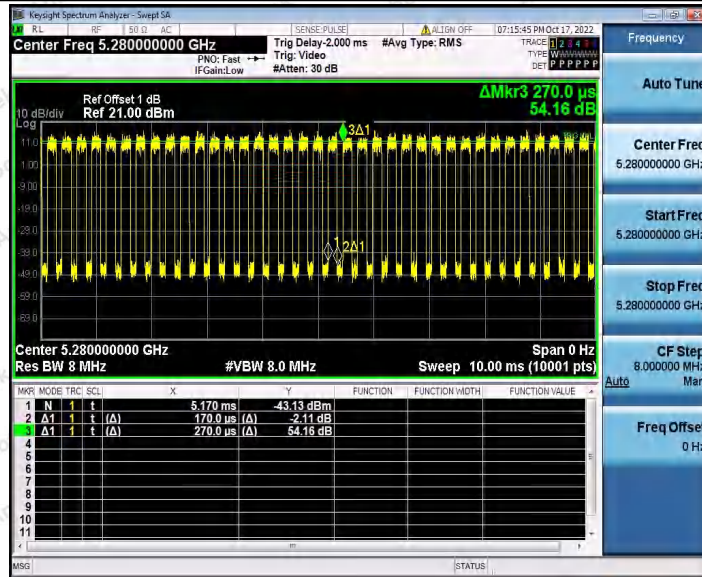 Keysight Spectrum Analyzer - Swept SA
RL RF 50 Ω AC SENSE:PULSE ALIGN OFF 07:15:45 PM Oct 17, 2022
Center Freq 5.280000000 GHz
PNO: Fast
IFGain:Low
Trig Delay-2.000 ms
Trig: Video
#Atten: 30 dB
#Avg Type: RMS
TRACE 1 2 3 4 5 6
TYPE
DET P P P P P P
ΔMkr3 270.0 µs
54.16 dB
Ref Offset 1 dB
10 dB/div Ref 21.00 dBm
Log
11.0
1.00
-9.00
-19.0
-29.0
-39.0
-49.0
-59.0
-69.0
3Δ1
1
2Δ1
Center 5.280000000 GHz Span 0 Hz
Res BW 8 MHz #VBW 8.0 MHz Sweep 10.00 ms (10001 pts)
MKR MODE TRC SCL X Y FUNCTION FUNCTION WIDTH FUNCTION VALUE
1 N 1 t 5.170 ms -43.13 dBm
2 Δ1 1 t (Δ) 170.0 µs (Δ) -2.11 dB
3 Δ1 1 t (Δ) 270.0 µs (Δ) 54.16 dB
4
5
6
7
8
9
10
11
MSG STATUS
Frequency
Auto Tune
Center Freq
5.280000000 GHz
Start Freq
5.280000000 GHz
Stop Freq
5.280000000 GHz
CF Step
8.000000 MHz
Auto Man
Freq Offset
0 Hz